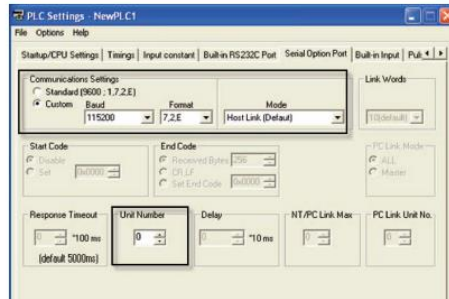 PLC Settings - NewPLC1
File Options Help
Startup/CPU Settings Timings Input constant Built-in RS232C Port Serial Option Port Built-in Input Pul
Communications Settings
Standard (9600 ; 1,7,2,E)
Custom
Baud Format Mode
115200 7,2,E Host Link (Defaul)
Link Words
10(default)
Start Code
Disable
Set 0x0000
End Code
Received Bytes 256
CR,LF
Set End Code 0x0000
PC Link Mode
ALL
Master
Response Timeout
0 *100 ms
(default 5000ms)
Unit Number
0
Delay
0 *10 ms
NT/PC Link Max
0
PC Link Unit No.
0